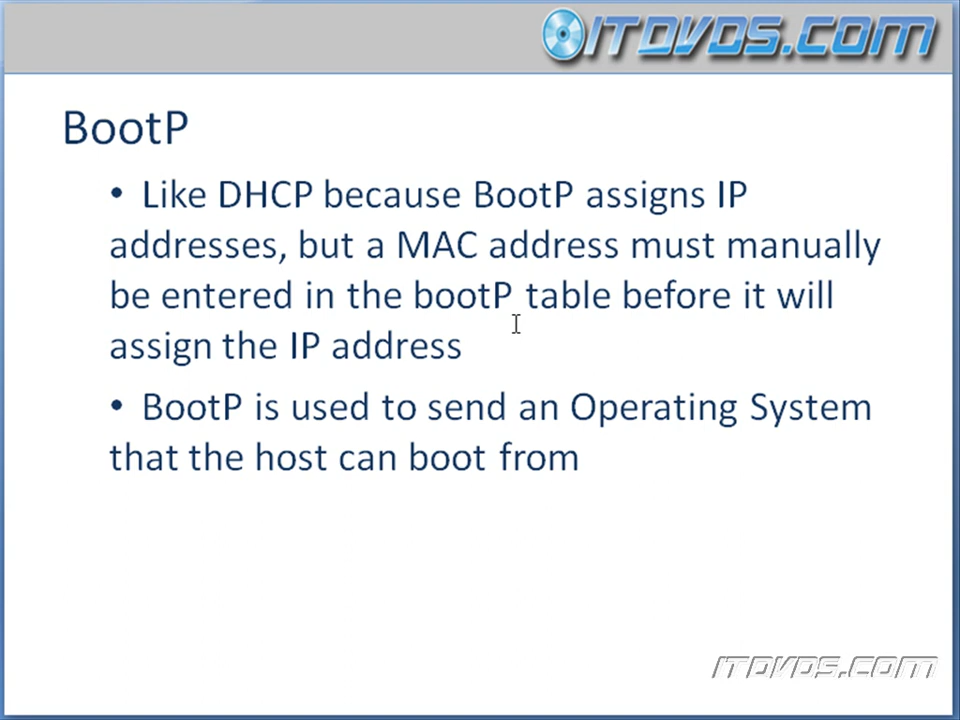 ITDVDS.COM
BootP
• Like DHCP because BootP assigns IP
addresses, but a MAC address must manually
be entered in the bootP table before it will
assign the IP address
• BootP is used to send an Operating System
that the host can boot from
ITDVDS.COM